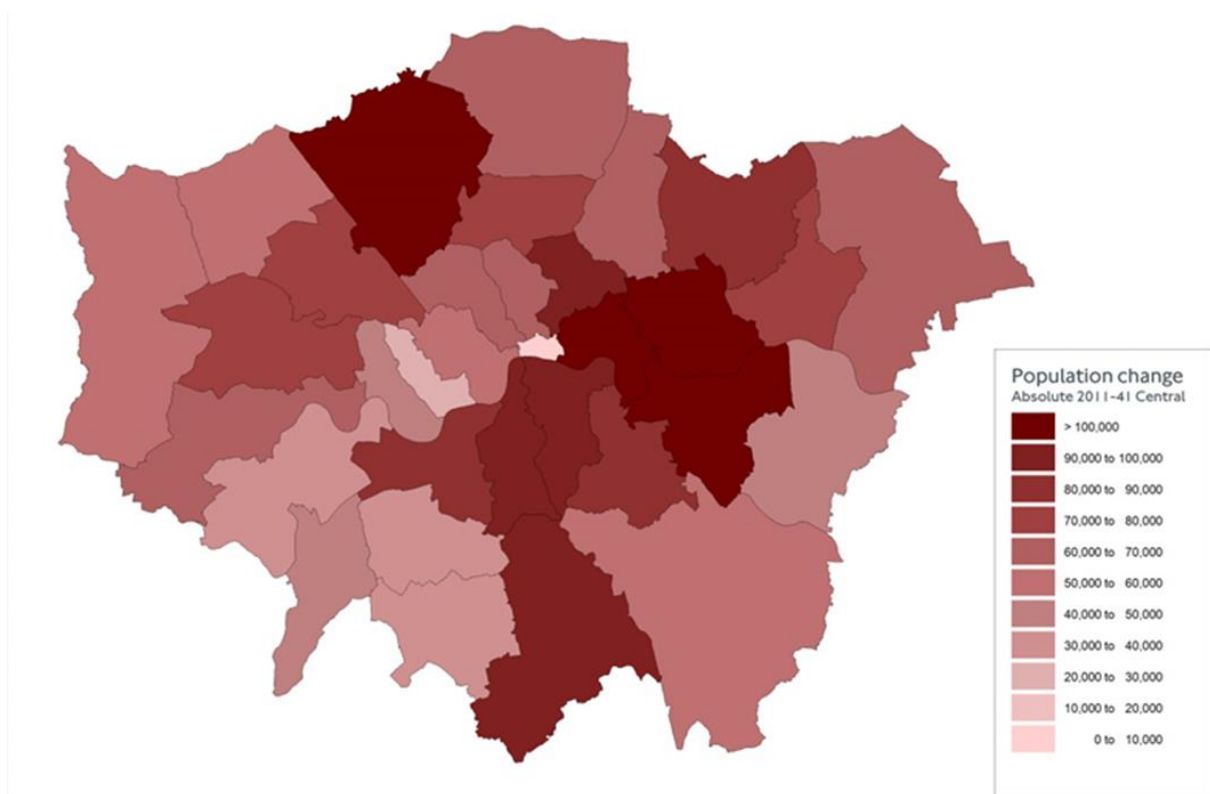 Population change
Absolute 2011-41 Central
> 100,000
90,000 to 100,000
80,000 to 90,000
70,000 to 80,000
60,000 to 70,000
50,000 to 60,000
40,000 to 50,000
30,000 to 40,000
20,000 to 30,000
10,000 to 20,000
0 to 10,000